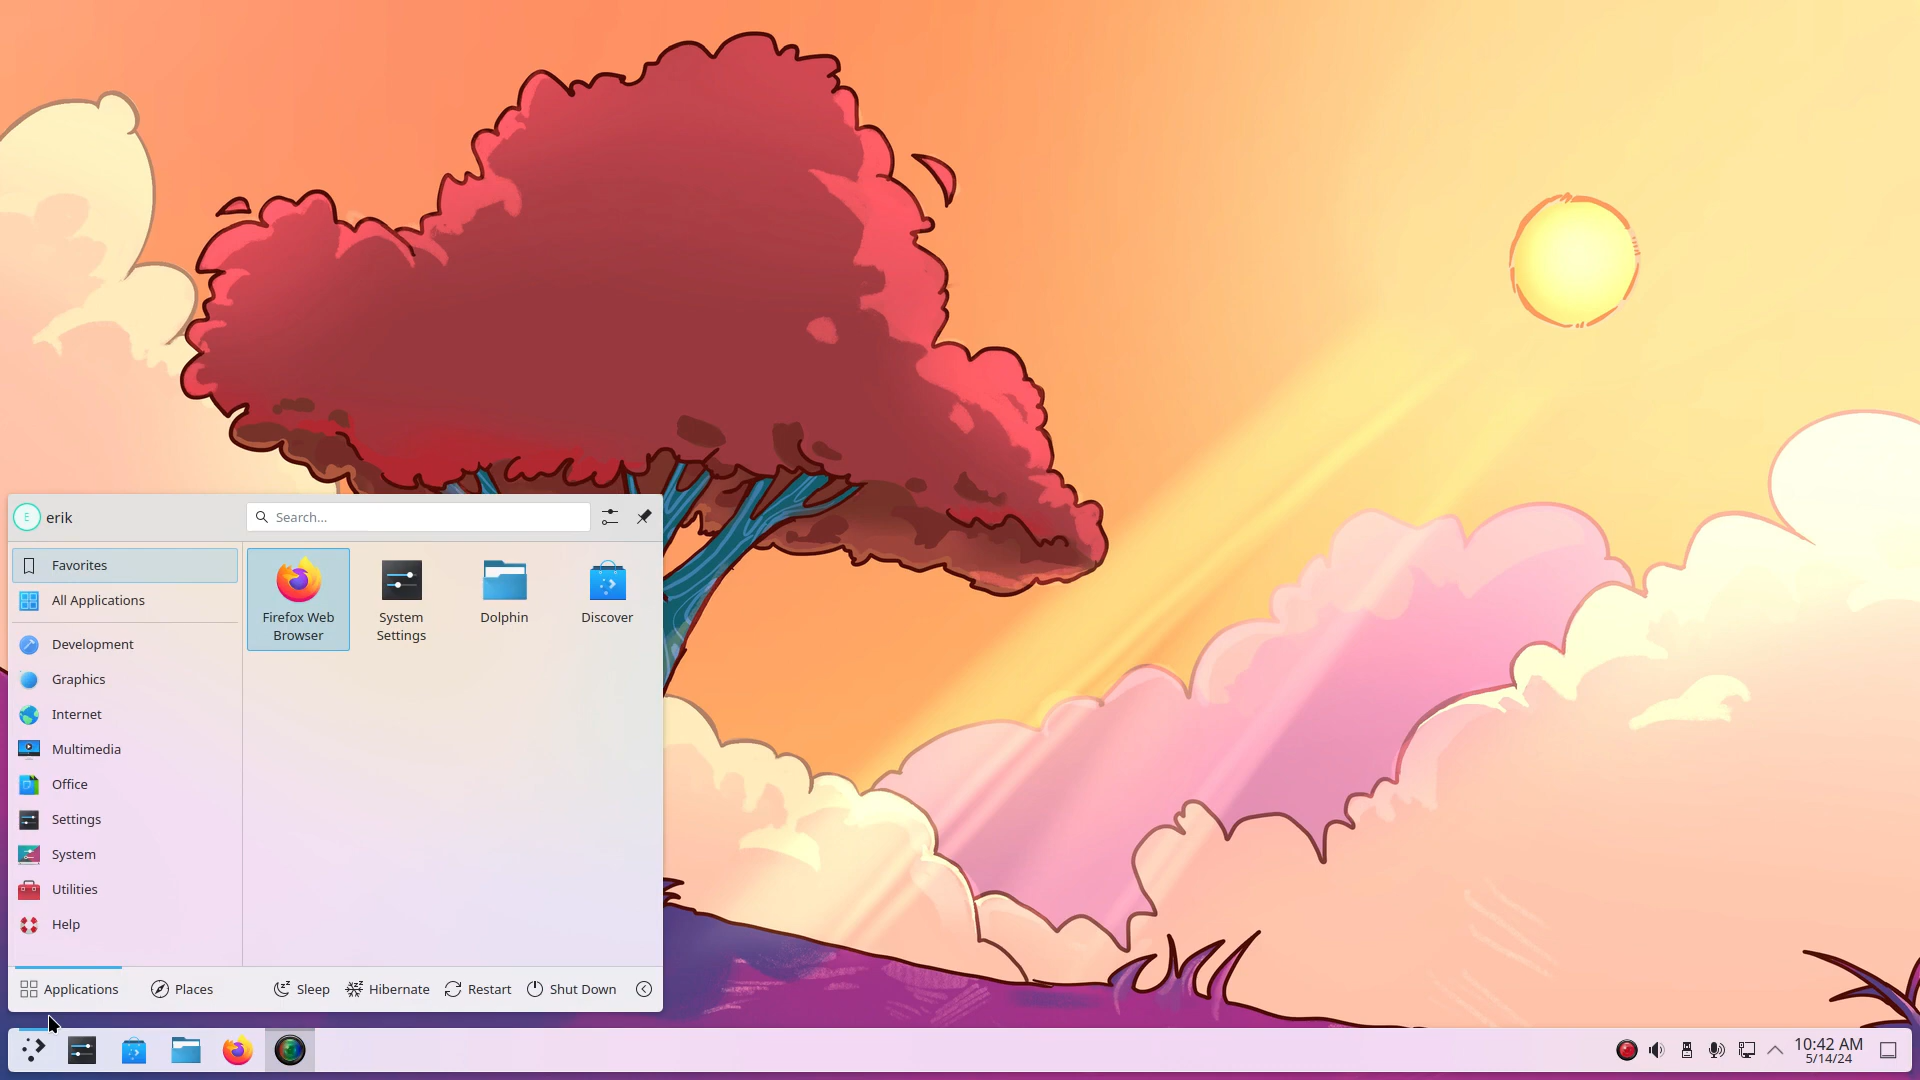 E
erik
Search...
Favorites
All Applications
Development
Graphics
Internet
Multimedia
Office
Settings
System
Utilities
Help
Firefox Web
Browser
System
Settings
Dolphin
Discover
Applications
Places
Sleep
Hibernate
Restart
Shut Down
10:42 AM
5/14/24